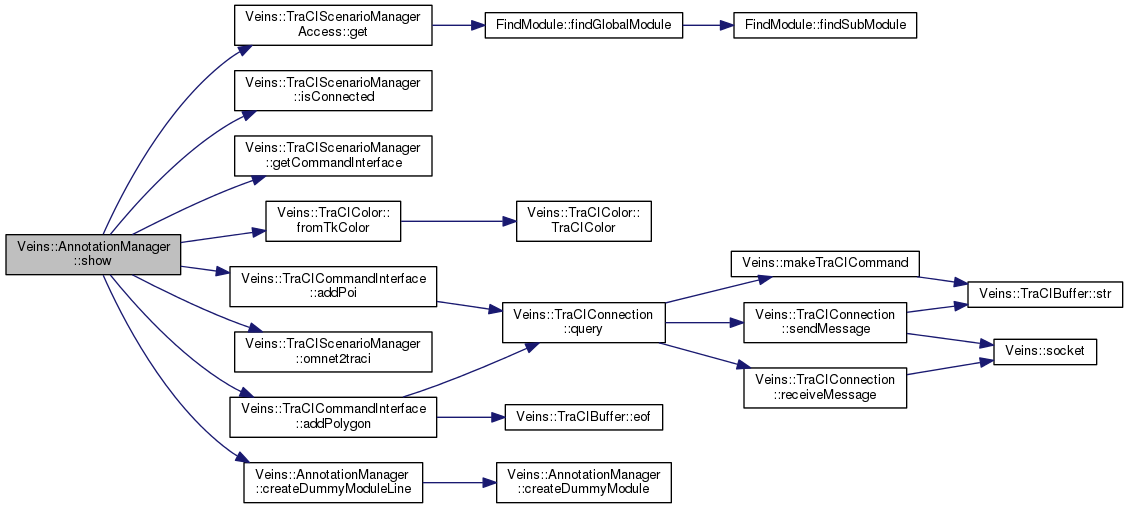 Veins::TraCIScenarioManager
Access::get
FindModule::findGlobalModule
FindModule::findSubModule
Veins::TraCIScenarioManager
::isConnected
Veins::TraCIScenarioManager
::getCommandInterface
Veins::TraCIColor::
fromTkColor
Veins::TraCIColor::
TraCIColor
Veins::AnnotationManager
::show
Veins::TraCICommandInterface
::addPoi
Veins::TraCIConnection
::query
Veins::makeTraCICommand
Veins::TraCIBuffer::str
Veins::TraCIConnection
::sendMessage
Veins::socket
Veins::TraCIScenarioManager
::omnet2traci
Veins::TraCIConnection
::receiveMessage
Veins::TraCICommandInterface
::addPolygon
Veins::TraCIBuffer::eof
Veins::AnnotationManager
::createDummyModuleLine
Veins::AnnotationManager
::createDummyModule